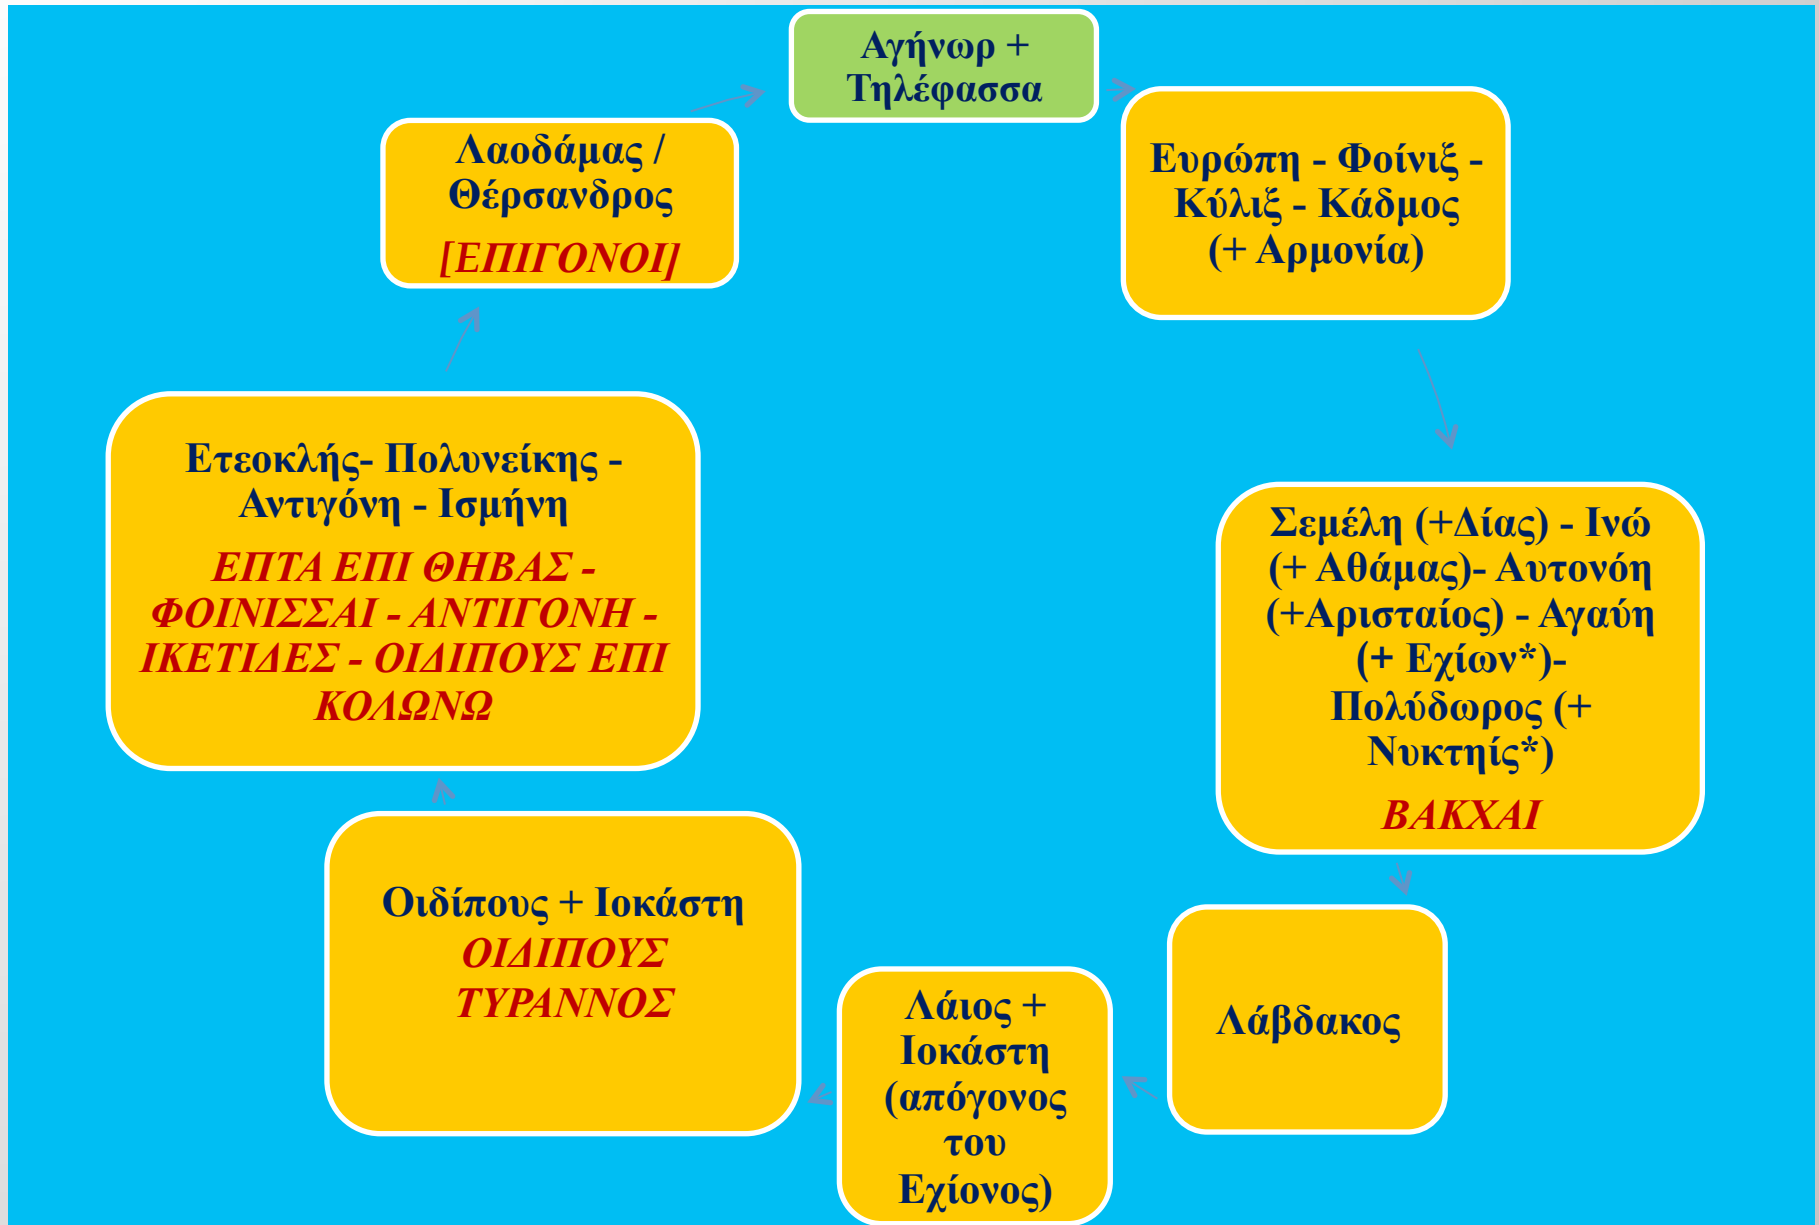 Αγήνωρ +
Τηλέφασσα
Ευρώπη - Φοίνιξ -
Κύλιξ - Κάδμος
(+ Αρμονία)
Σεμέλη (+Δίας) - Ινώ
(+ Αθάμας)- Αυτονόη
(+Αρισταίος) - Αγαύη
(+ Εχίων*)-
Πολύδωρος (+
Νυκτηίς*)
ΒΑΚΧΑΙ
Λάβδακος
Λάιος +
Ιοκάστη
(απόγονος
του
Εχίονος)
Οιδίπους + Ιοκάστη
ΟΙΔΙΠΟΥΣ
ΤΥΡΑΝΝΟΣ
Ετεοκλής- Πολυνείκης -
Αντιγόνη - Ισμήνη
ΕΠΤΑ ΕΠΙ ΘΗΒΑΣ -
ΦΟΙΝΙΣΣΑΙ - ΑΝΤΙΓΟΝΗ -
ΙΚΕΤΙΔΕΣ - ΟΙΔΙΠΟΥΣ ΕΠΙ
ΚΟΛΩΝΩ
Λαοδάμας /
Θέρσανδρος
[ΕΠΙΓΟΝΟΙ]